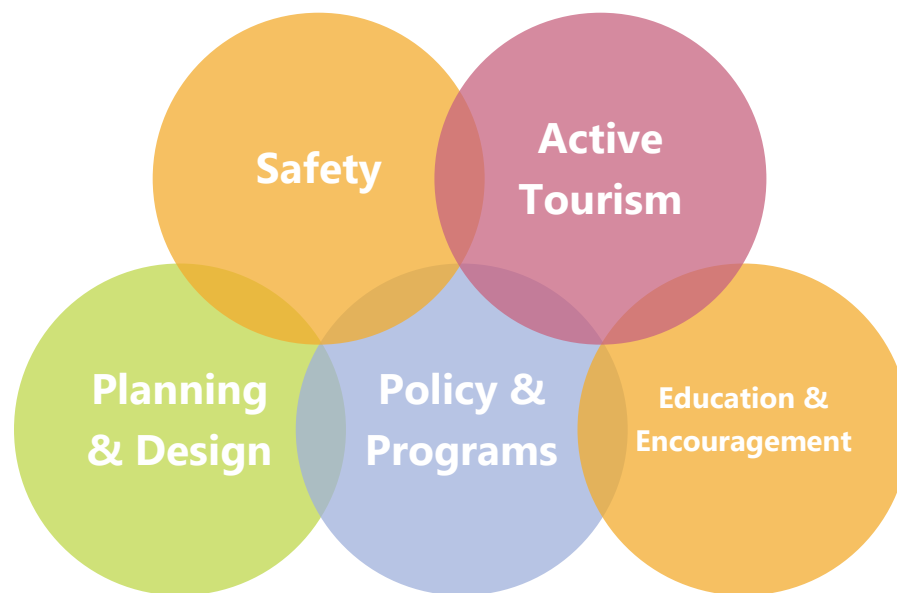 Safety
Active
Tourism
Planning
& Design
Policy &
Programs
Education &
Encouragement